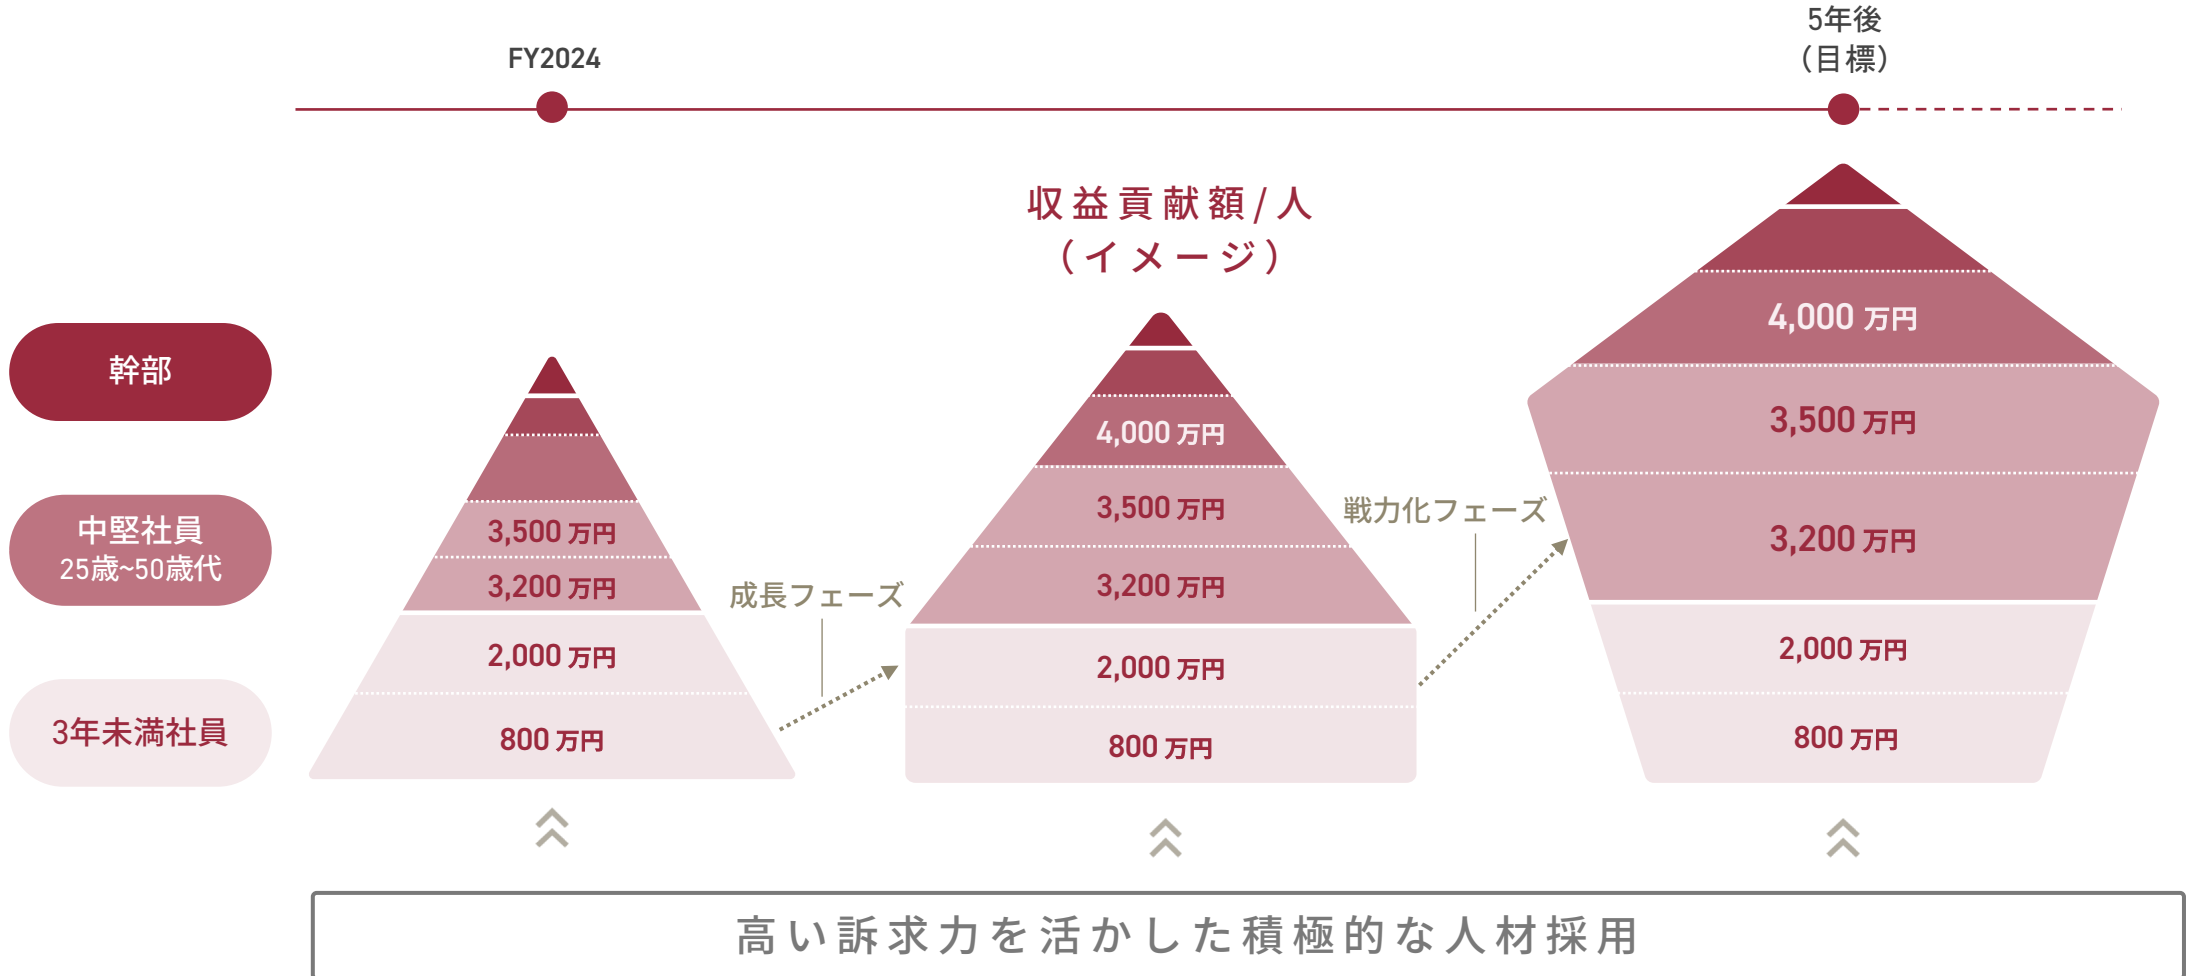 FY2024
5年後
（目標）
収益貢献額/人
（イメージ）
幹部
中堅社員
25歳~50歳代
3年未満社員
3,500 万円
3,200 万円
2,000 万円
800 万円
成長フェーズ
4,000 万円
3,500 万円
3,200 万円
2,000 万円
800 万円
戦力化フェーズ
4,000 万円
3,500 万円
3,200 万円
2,000 万円
800 万円
高い訴求力を活かした積極的な人材採用